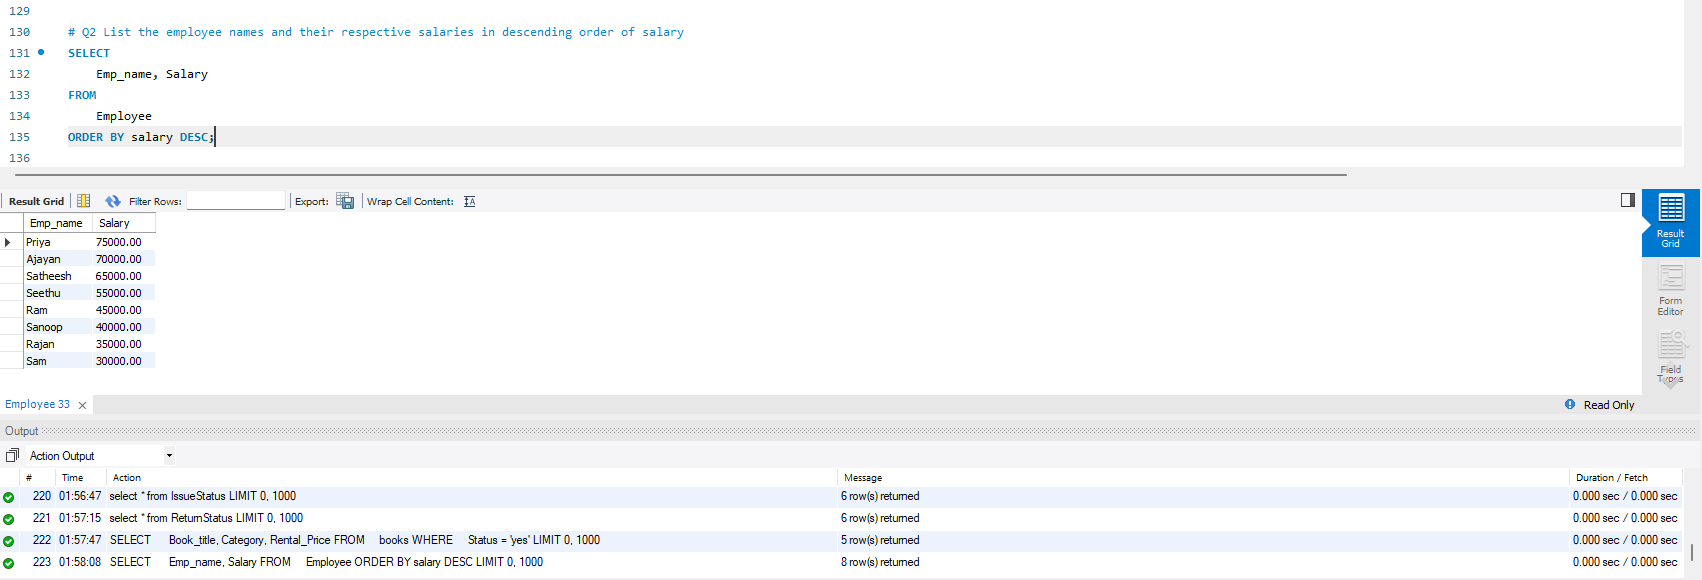 129
130 # Q2 List the employee names and their respective salaries in descending order of salary
131 SELECT
132 Emp_name, Salary
133 FROM
134 Employee
135 ORDER BY salary DESC;
136
Result Grid Filter Rows: Export: Wrap Cell Content:
Emp_name Salary
Priya 75000.00
Ajayan 70000.00
Satheesh 65000.00
Seethu 55000.00
Ram 45000.00
Sanoop 40000.00
Rajan 35000.00
Sam 30000.00
Result
Grid
Form
Editor
Field
Types
Employee 33 Read Only
Output
Action Output
# Time Action Message Duration / Fetch
220 01:56:47 select * from IssueStatus LIMIT 0, 1000 6 row(s) returned 0.000 sec / 0.000 sec
221 01:57:15 select * from ReturnStatus LIMIT 0, 1000 6 row(s) returned 0.000 sec / 0.000 sec
222 01:57:47 SELECT Book_title, Category, Rental_Price FROM books WHERE Status = 'yes' LIMIT 0, 1000 5 row(s) returned 0.000 sec / 0.000 sec
223 01:58:08 SELECT Emp_name, Salary FROM Employee ORDER BY salary DESC LIMIT 0, 1000 8 row(s) returned 0.000 sec / 0.000 sec